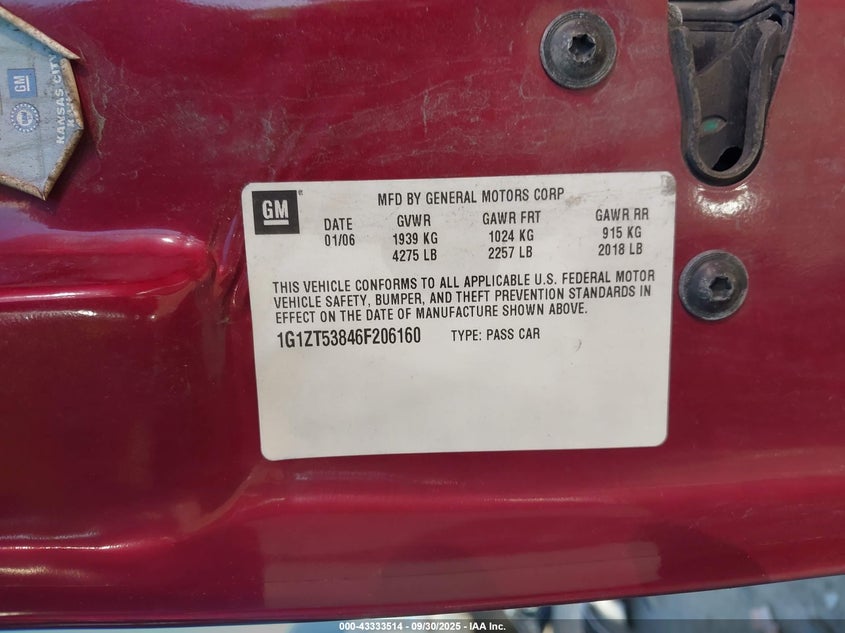 GM
KANSAS CITY
GM
MFD BY GENERAL MOTORS CORP
DATE GVWR GAWR FRT GAWR RR
01/06 1939 KG 1024 KG 915 KG
4275 LB 2257 LB 2018 LB
THIS VEHICLE CONFORMS TO ALL APPLICABLE U.S. FEDERAL MOTOR
VEHICLE SAFETY, BUMPER, AND THEFT PREVENTION STANDARDS IN
EFFECT ON THE DATE OF MANUFACTURE SHOWN ABOVE.
1G1ZT53846F206160 TYPE: PASS CAR
000-43333514 - 09/30/2025 - IAA Inc.